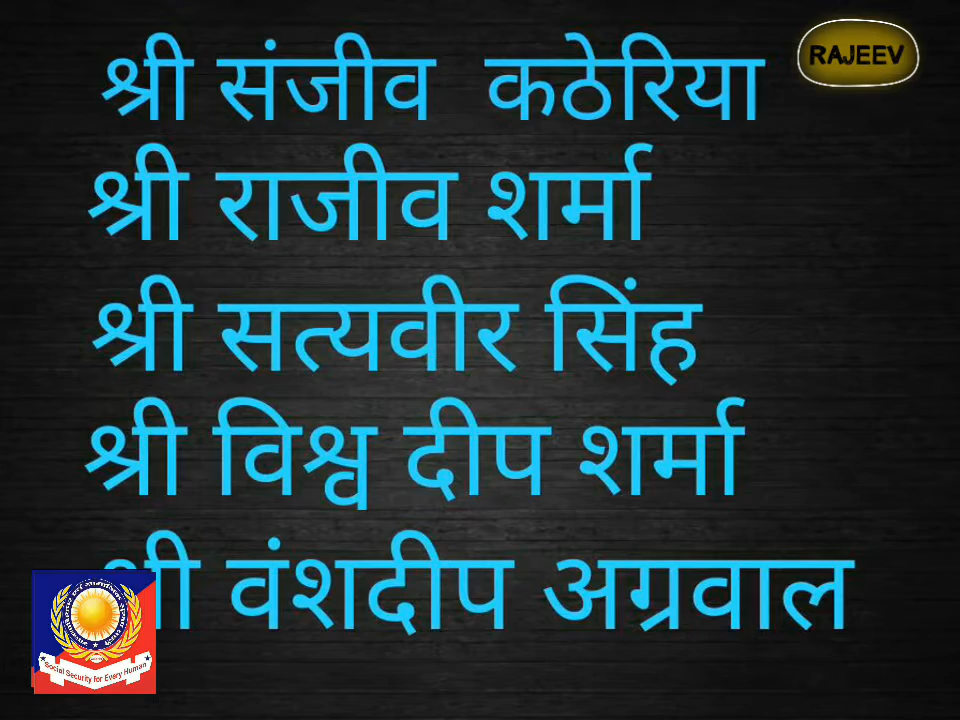 श्री संजीव कठेरिया
RAJEEV
श्री राजीव शर्मा
श्री सत्यवीर सिंह
श्री विश्व दीप शर्मा
श्री वंशदीप अग्रवाल
Social Security for Every Human